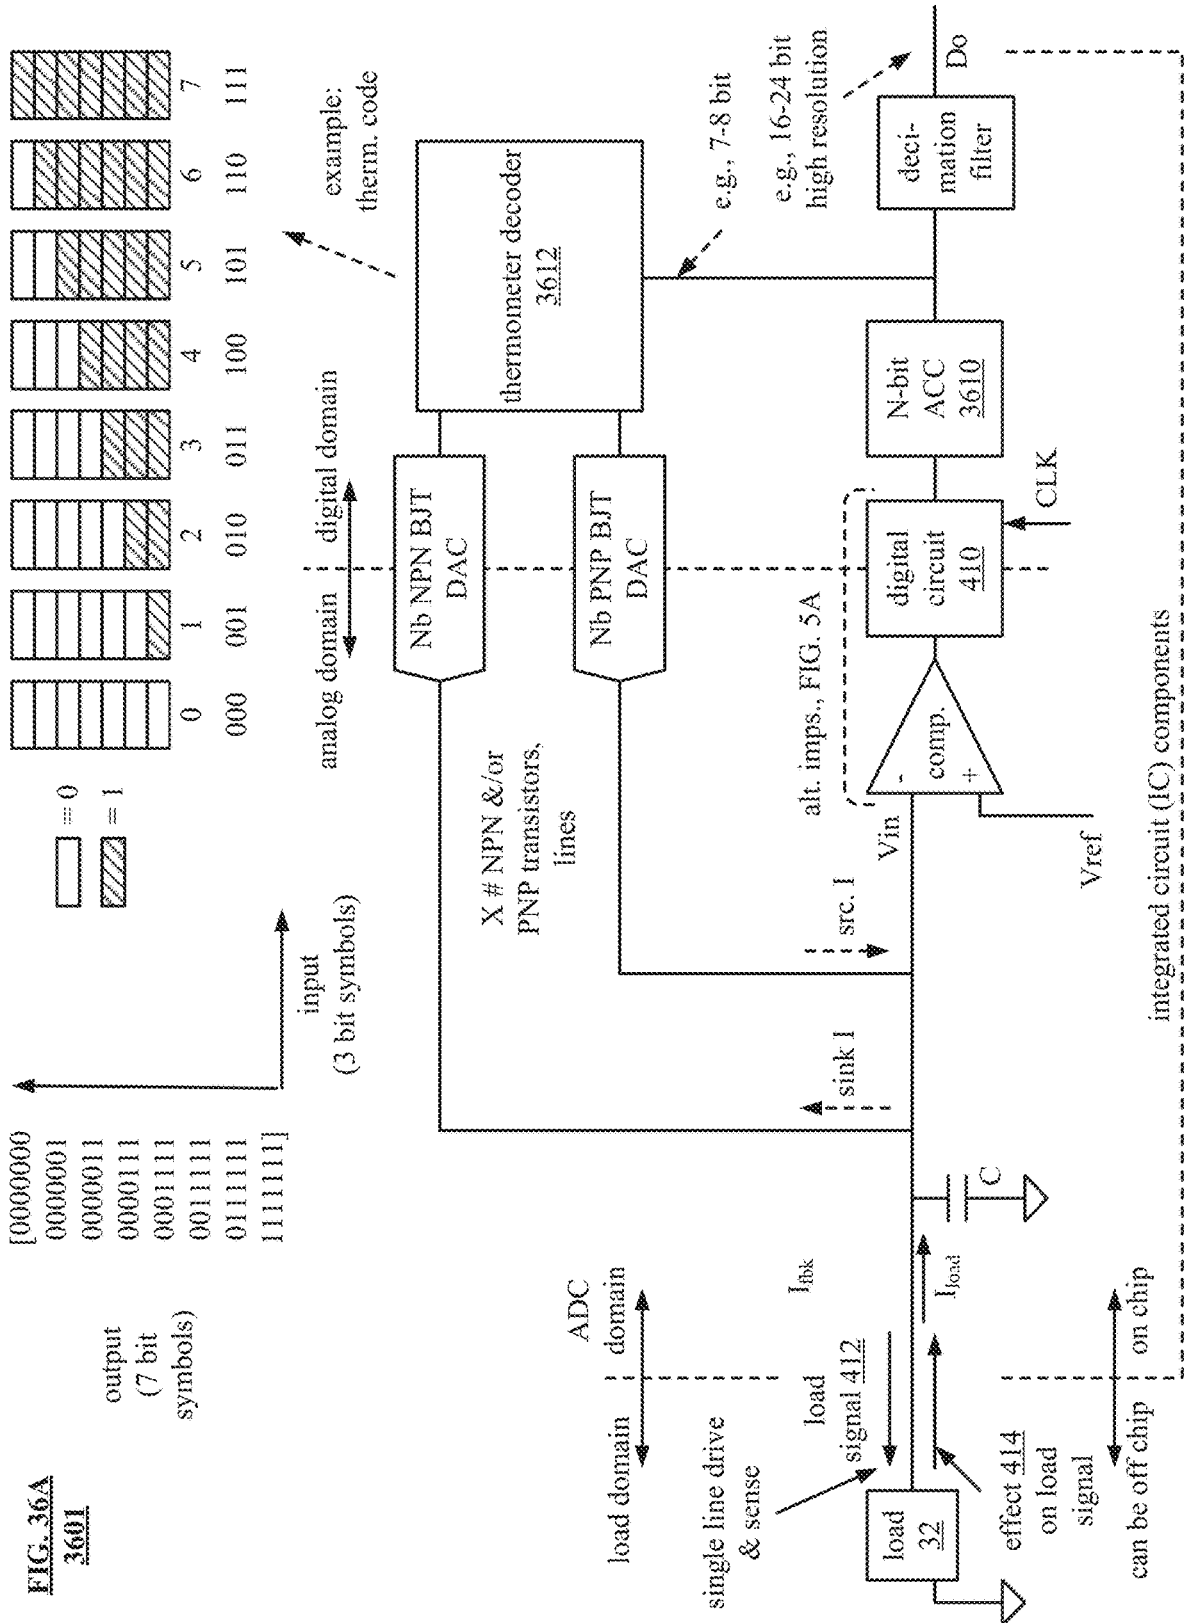 FIG. 36A
3601
output
(7 bit
symbols)
[0000000
0000001
0000011
0000111
0001111
0011111
0111111
1111111]
input
(3 bit symbols)
= 0
= 1
0 1 2 3 4 5 6 7
000 001 010 011 100 101 110 111
example:
therm. code
analog domain
digital domain
load domain
ADC
domain
X # NPN &/or
PNP transistors,
lines
Nb NPN BJT
DAC
Nb PNP BJT
DAC
thermometer decoder
3612
e.g., 7-8 bit
e.g., 16-24 bit
high resolution
single line drive
& sense
load
signal 412
Ifbk
sink I
src. I
alt. imps., FIG. 5A
load
32
Iload
C
Vin
-
comp.
+
Vref
digital
circuit
410
CLK
N-bit
ACC
3610
deci-
mation
filter
Do
effect 414
on load
signal
can be off chip
on chip
integrated circuit (IC) components